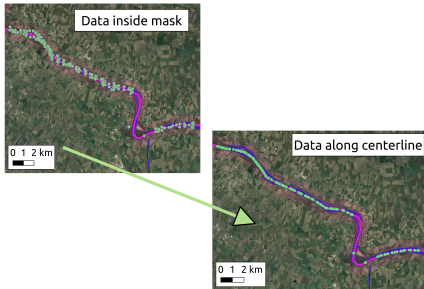 Data inside mask
0 1 2 km
Data along centerline
0 1 2 km